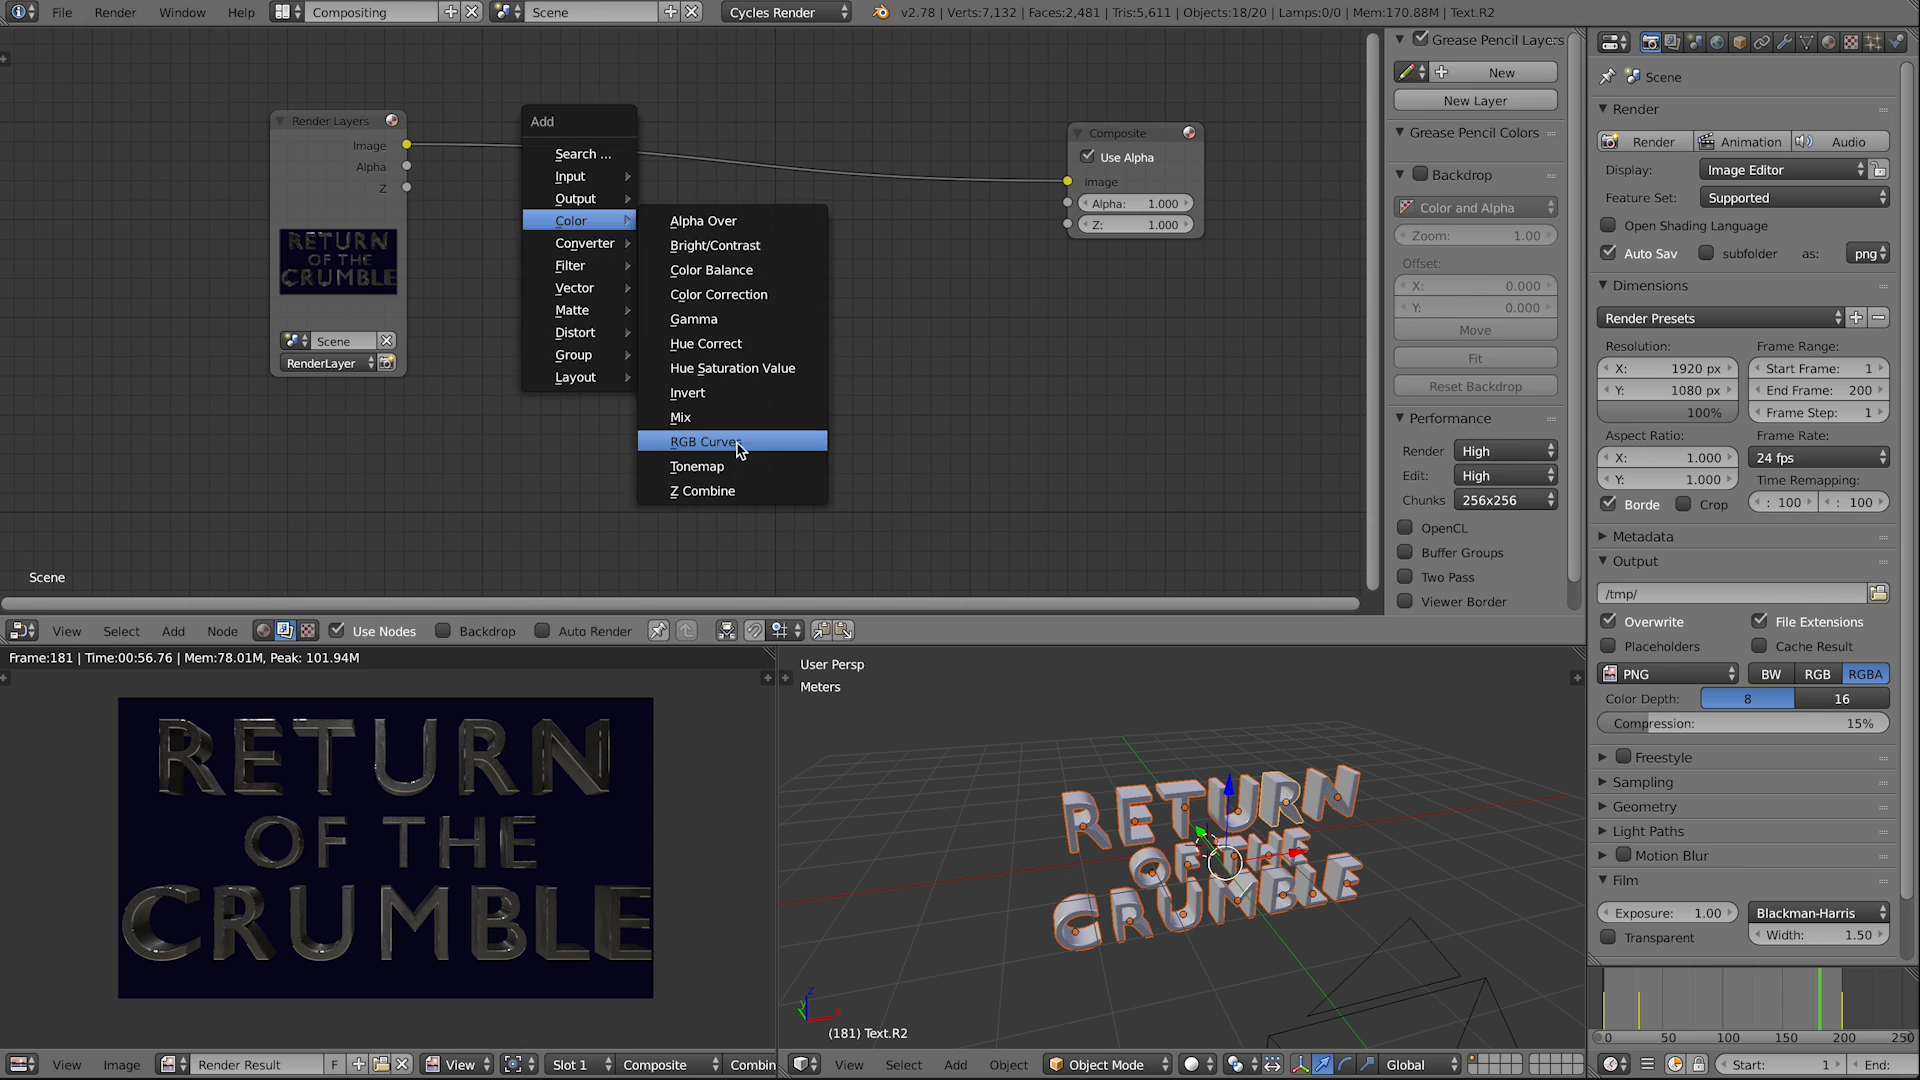 File Render Window Help Compositing Scene Cycles Render v2.78 | Verts:7,132 | Faces:2,481 | Tris:5,611 | Objects:18/20 | Lamps:0/0 | Mem:170.88M | Text.R2
Render Layers
Image
Alpha
Z
RETURN
OF THE
CRUMBLE
Scene
RenderLayer
Add
Search ...
Input
Output
Color
Converter
Filter
Vector
Matte
Distort
Group
Layout
Alpha Over
Bright/Contrast
Color Balance
Color Correction
Gamma
Hue Correct
Hue Saturation Value
Invert
Mix
RGB Curves
Tonemap
Z Combine
Composite
Use Alpha
Image
Alpha: 1.000
Z: 1.000
Scene
Grease Pencil Layers
New
New Layer
Grease Pencil Colors
Backdrop
Color and Alpha
Zoom: 1.00
Offset:
X: 0.000
Y: 0.000
Move
Fit
Reset Backdrop
Performance
Render High
Edit: High
Chunks 256x256
OpenCL
Buffer Groups
Two Pass
Viewer Border
View Select Add Node Use Nodes Backdrop Auto Render
Scene
Render
Render Animation Audio
Display: Image Editor
Feature Set: Supported
Open Shading Language
Auto Sav subfolder as: png
Dimensions
Render Presets
Resolution: Frame Range:
X: 1920 px Start Frame: 1
Y: 1080 px End Frame: 200
100% Frame Step: 1
Aspect Ratio: Frame Rate:
X: 1.000 24 fps
Y: 1.000 Time Remapping:
Borde Crop : 100 : 100
Metadata
Output
/tmp/
Overwrite File Extensions
Placeholders Cache Result
PNG BW RGB RGBA
Color Depth: 8 16
Compression: 15%
Freestyle
Sampling
Geometry
Light Paths
Motion Blur
Film
Exposure: 1.00 Blackman-Harris
Transparent Width: 1.50
0 50 100 150 200 250
Start: 1 End:
Frame:181 | Time:00:56.76 | Mem:78.01M, Peak: 101.94M
RETURN
OF THE
CRUMBLE
View Image Render Result F View Slot 1 Composite Combin
User Persp
Meters
RETURN
OF THE
CRUMBLE
(181) Text.R2
View Select Add Object Object Mode Global